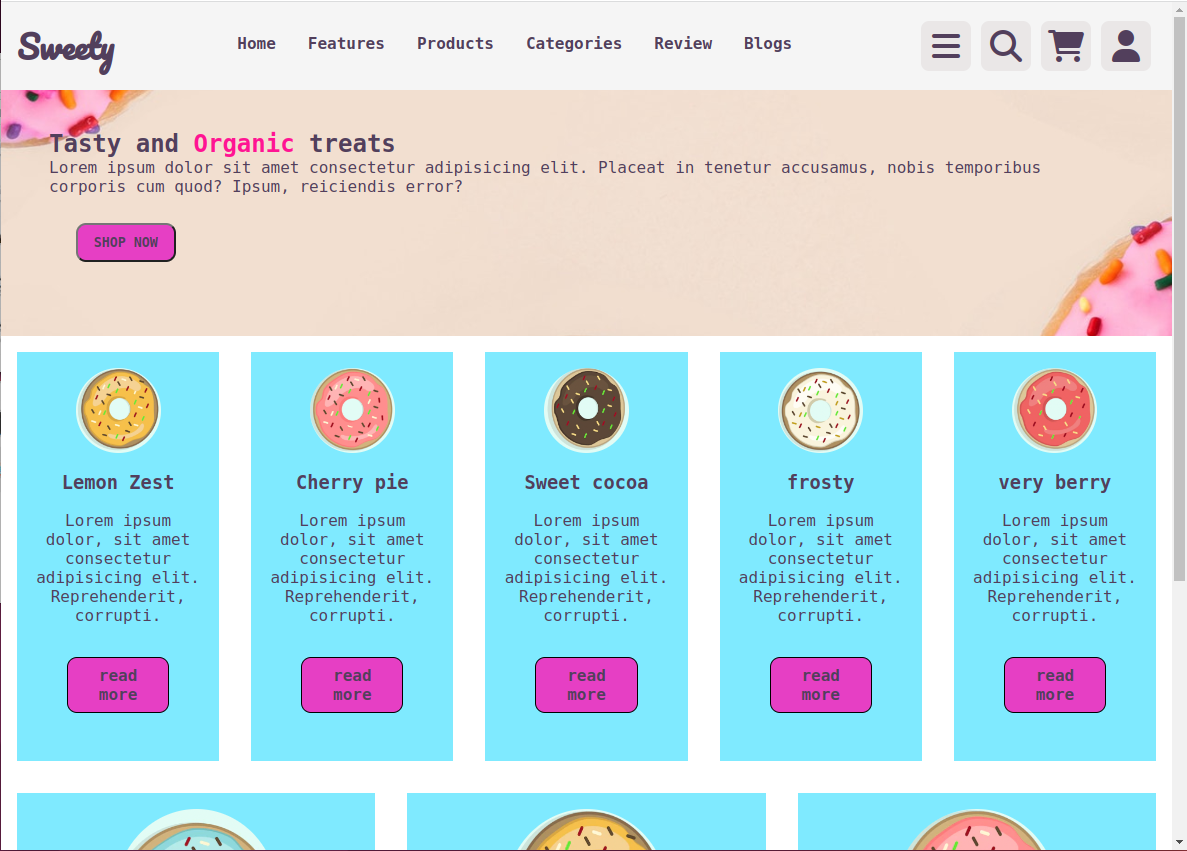 Sweety
Home Features Products Categories Review Blogs
Tasty and Organic treats
Lorem ipsum dolor sit amet consectetur adipisicing elit. Placeat in tenetur accusamus, nobis temporibus
corporis cum quod? Ipsum, reiciendis error?
SHOP NOW
Lemon Zest
Lorem ipsum
dolor, sit amet
consectetur
adipisicing elit.
Reprehenderit,
corrupti.
read
more
Cherry pie
Lorem ipsum
dolor, sit amet
consectetur
adipisicing elit.
Reprehenderit,
corrupti.
read
more
Sweet cocoa
Lorem ipsum
dolor, sit amet
consectetur
adipisicing elit.
Reprehenderit,
corrupti.
read
more
frosty
Lorem ipsum
dolor, sit amet
consectetur
adipisicing elit.
Reprehenderit,
corrupti.
read
more
very berry
Lorem ipsum
dolor, sit amet
consectetur
adipisicing elit.
Reprehenderit,
corrupti.
read
more